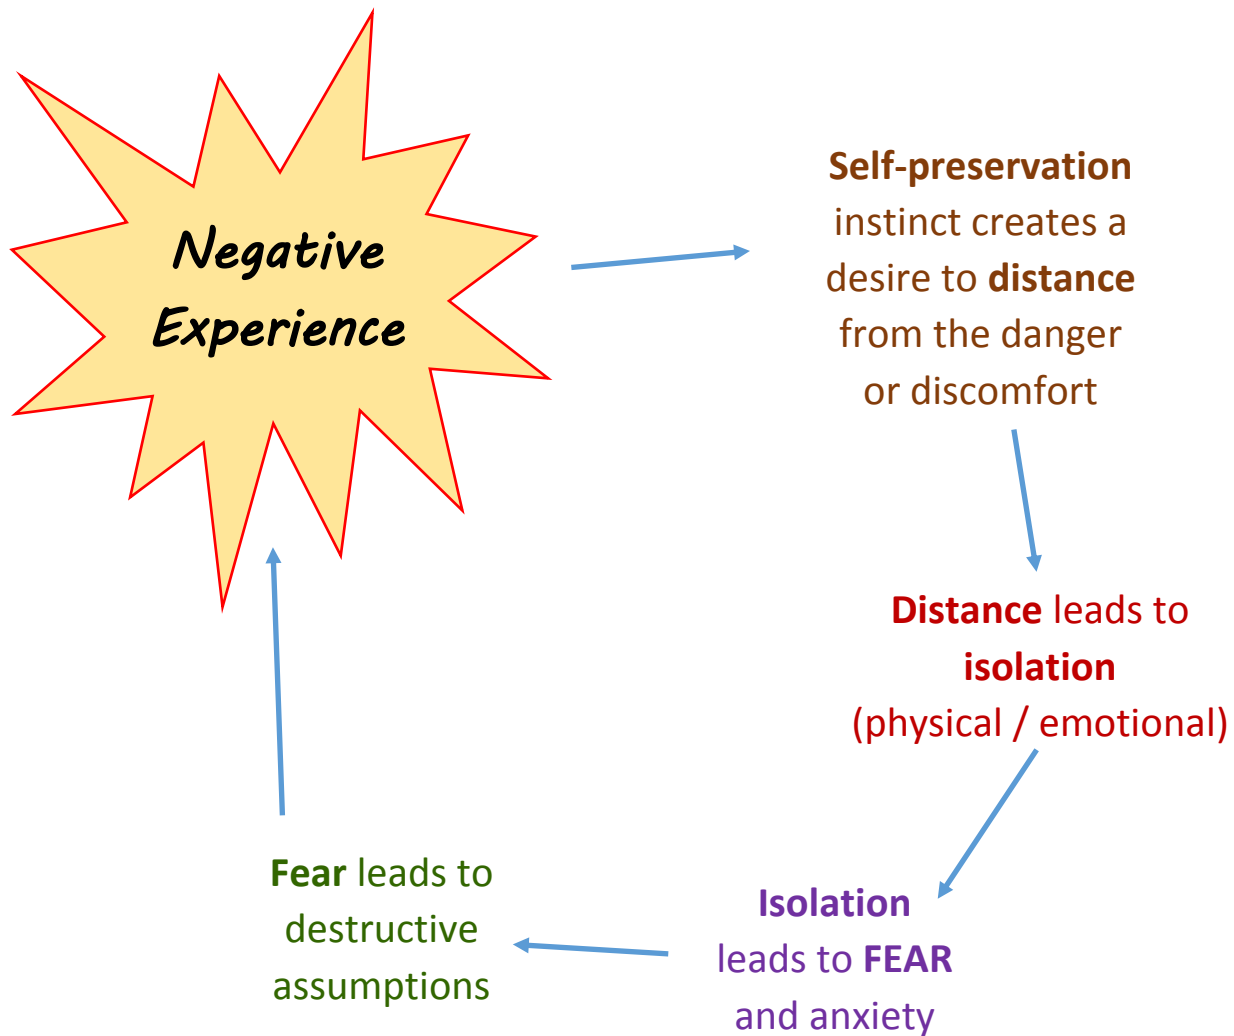 Negative
Experience
Self-preservation
instinct creates a
desire to distance
from the danger
or discomfort
Distance leads to
isolation
(physical / emotional)
Isolation
leads to FEAR
and anxiety
Fear leads to
destructive
assumptions